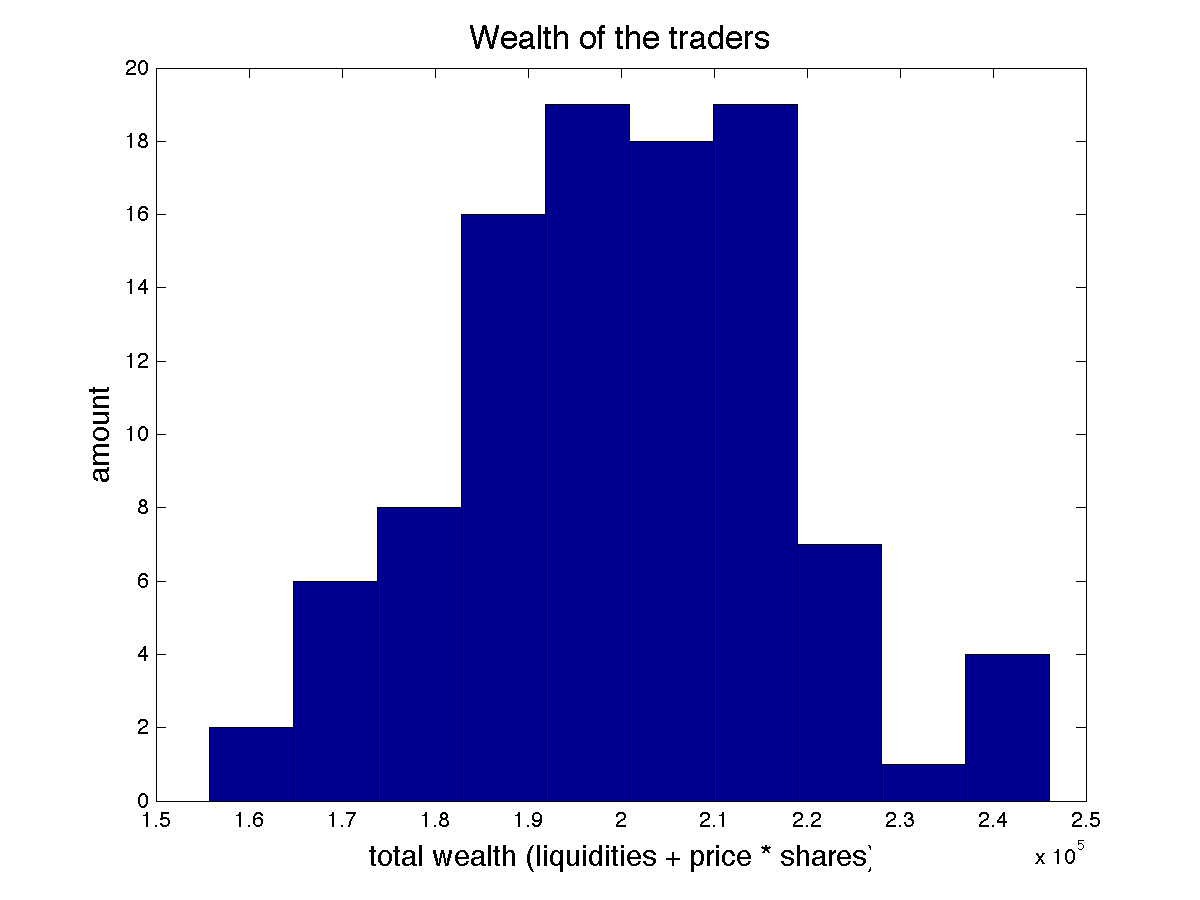 Wealth of the traders
20
18
16
14
12
10
8
6
4
2
0
amount
1.5 1.6 1.7 1.8 1.9 2 2.1 2.2 2.3 2.4 2.5
total wealth (liquidities + price * shares)
x 10^5